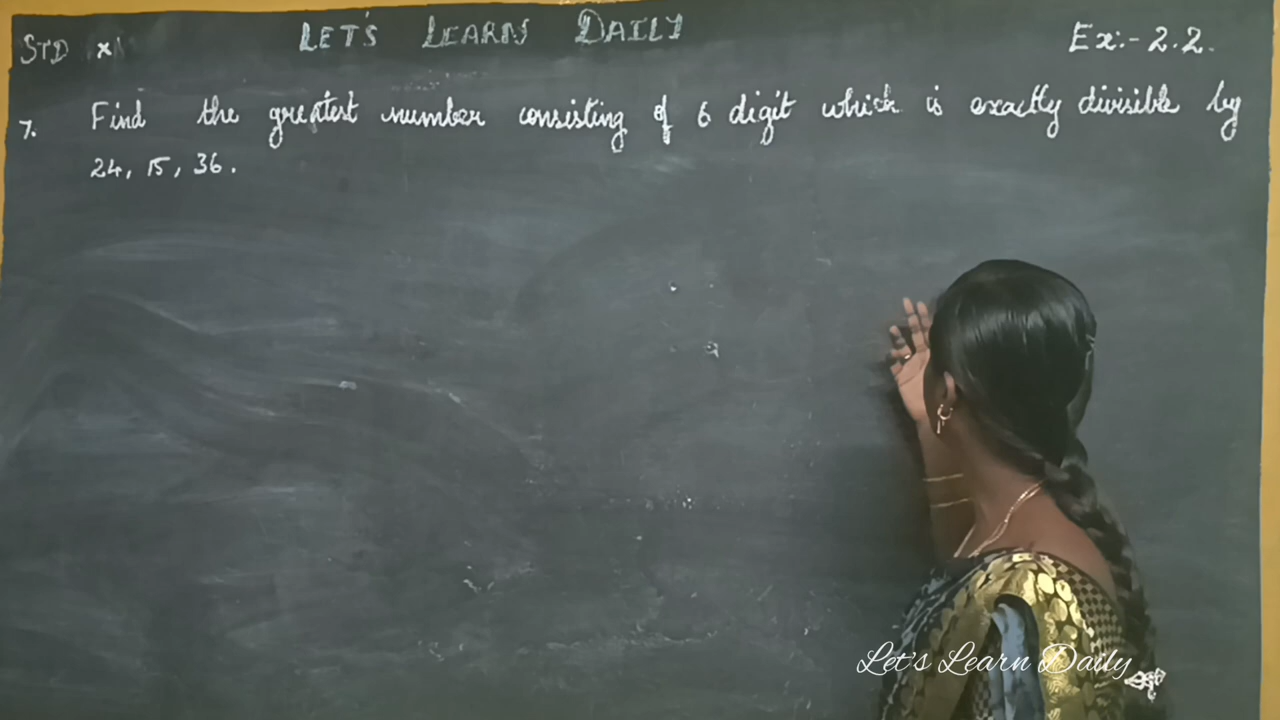 STD X
LET'S LEARN DAILY
Ex:- 2.2.
7. Find the greatest number consisting of 6 digit which is exactly divisible by
24, 15, 36.
Let's Learn Daily